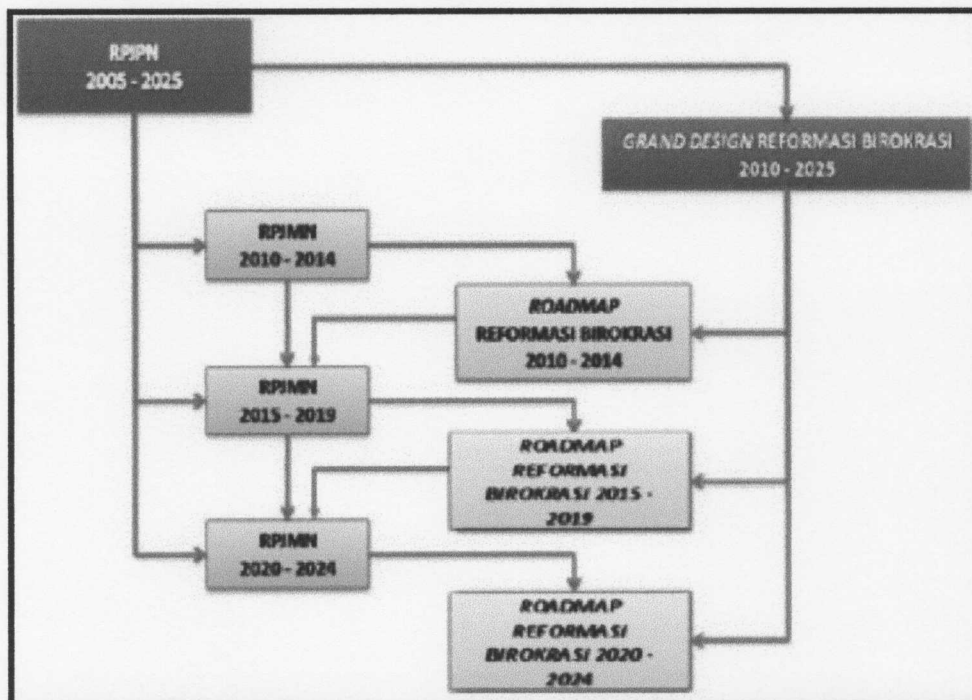 RPJPN
2005 - 2025
GRAND DESIGN REFORMASI BIROKRASI
2010 - 2025
RPJMN
2010 - 2014
ROADMAP
REFORMASI BIROKRASI
2010 - 2014
RPJMN
2015 - 2019
ROADMAP
REFORMASI
BIROKRASI 2015 -
2019
RPJMN
2020 - 2024
ROADMAP
REFORMASI
BIROKRASI 2020 -
2024